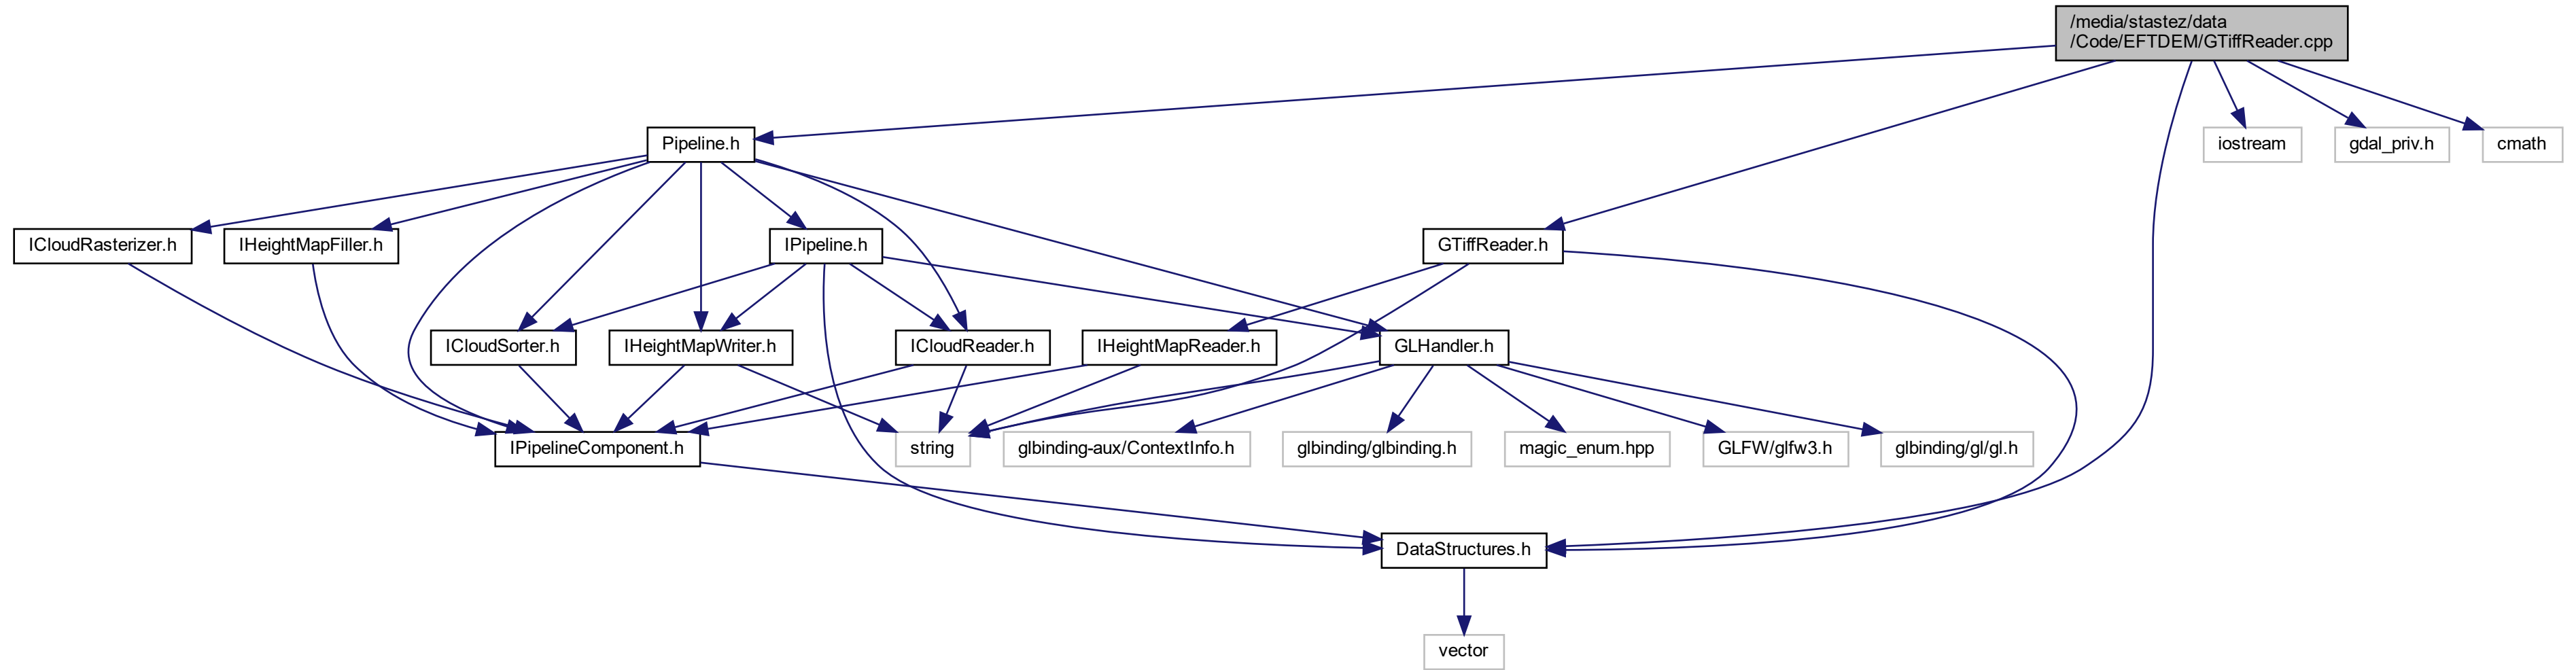 /media/stastez/data
/Code/EFTDEM/GTiffReader.cpp
Pipeline.h
iostream
gdal_priv.h
cmath
ICloudRasterizer.h
IHeightMapFiller.h
IPipeline.h
GTiffReader.h
ICloudSorter.h
IHeightMapWriter.h
ICloudReader.h
IHeightMapReader.h
GLHandler.h
IPipelineComponent.h
string
glbinding-aux/ContextInfo.h
glbinding/glbinding.h
magic_enum.hpp
GLFW/glfw3.h
glbinding/gl/gl.h
DataStructures.h
vector